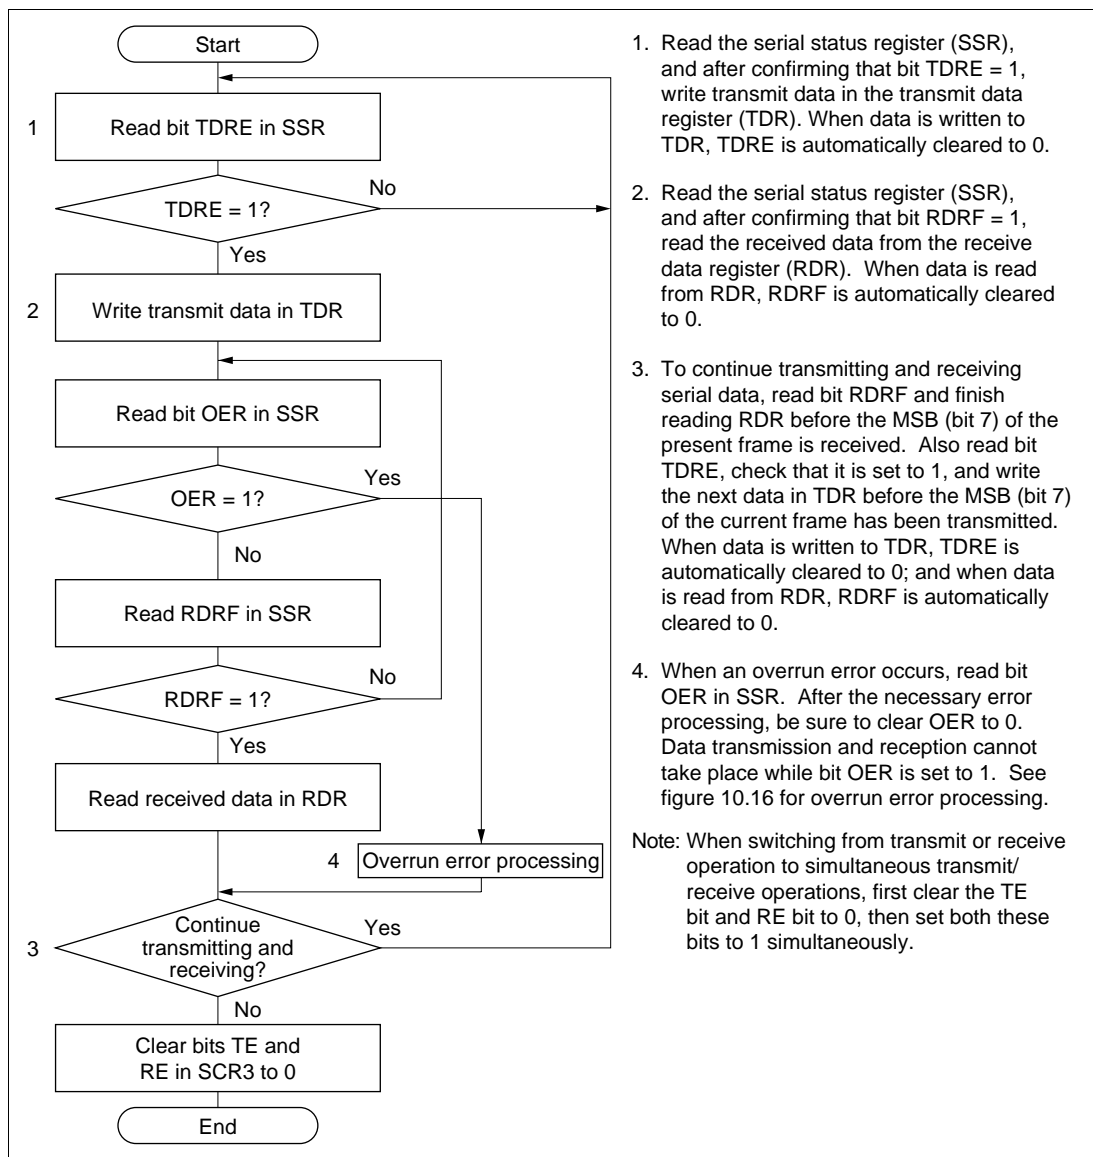 Start
1
Read bit TDRE in SSR
No
TDRE = 1?
Yes
2
Write transmit data in TDR
Read bit OER in SSR
Yes
OER = 1?
No
Read RDRF in SSR
No
RDRF = 1?
Yes
Read received data in RDR
4
Overrun error processing
3
Continue
transmitting and
receiving?
Yes
No
Clear bits TE and
RE in SCR3 to 0
End
1. Read the serial status register (SSR),
and after confirming that bit TDRE = 1,
write transmit data in the transmit data
register (TDR). When data is written to
TDR, TDRE is automatically cleared to 0.
2. Read the serial status register (SSR),
and after confirming that bit RDRF = 1,
read the received data from the receive
data register (RDR). When data is read
from RDR, RDRF is automatically cleared
to 0.
3. To continue transmitting and receiving
serial data, read bit RDRF and finish
reading RDR before the MSB (bit 7) of the
present frame is received. Also read bit
TDRE, check that it is set to 1, and write
the next data in TDR before the MSB (bit 7)
of the current frame has been transmitted.
When data is written to TDR, TDRE is
automatically cleared to 0; and when data
is read from RDR, RDRF is automatically
cleared to 0.
4. When an overrun error occurs, read bit
OER in SSR. After the necessary error
processing, be sure to clear OER to 0.
Data transmission and reception cannot
take place while bit OER is set to 1. See
figure 10.16 for overrun error processing.
Note: When switching from transmit or receive
operation to simultaneous transmit/
receive operations, first clear the TE
bit and RE bit to 0, then set both these
bits to 1 simultaneously.